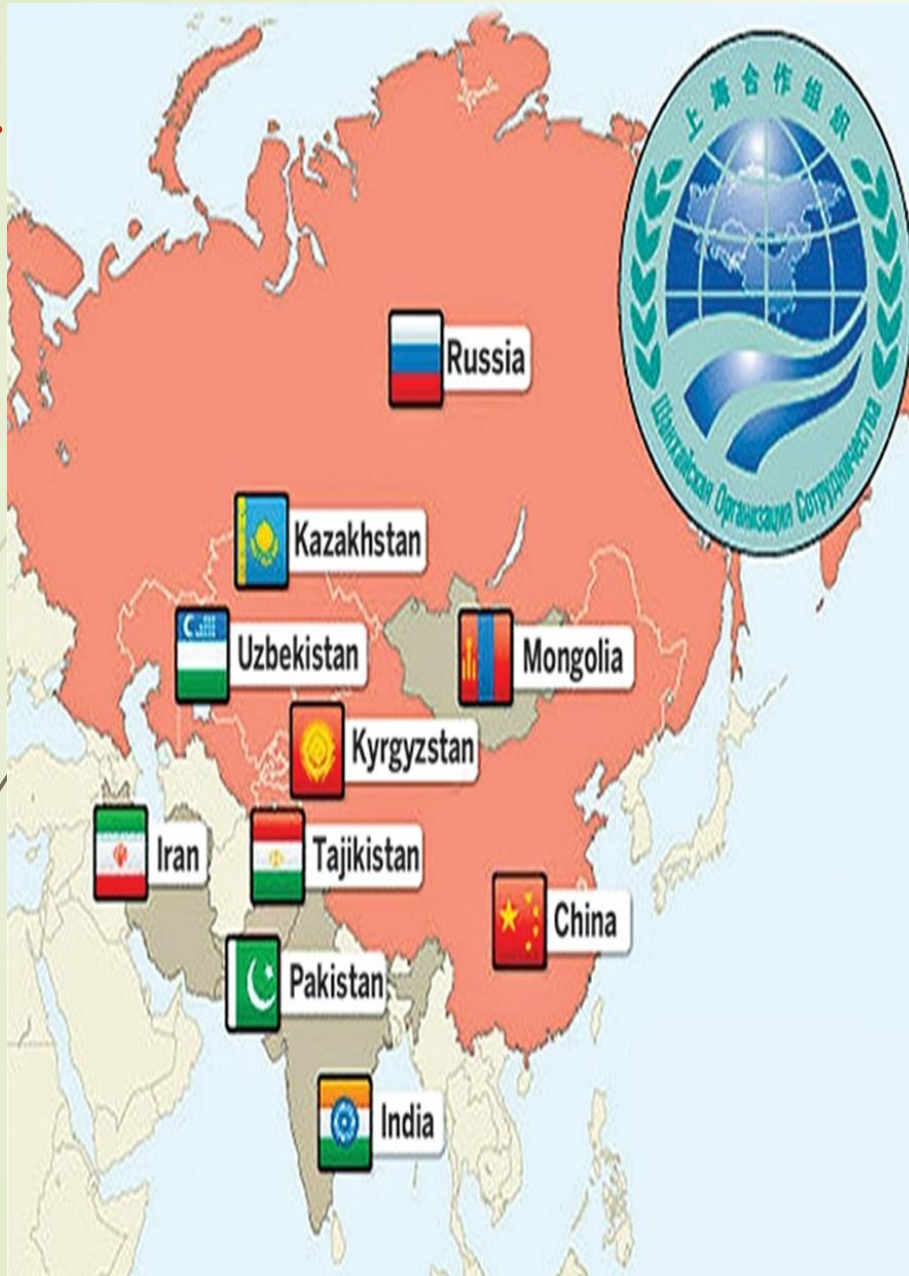 上海合作组织
Шанхайская Организация Сотрудничества
Russia
Kazakhstan
Uzbekistan
Mongolia
Kyrgyzstan
Iran
Tajikistan
China
Pakistan
India